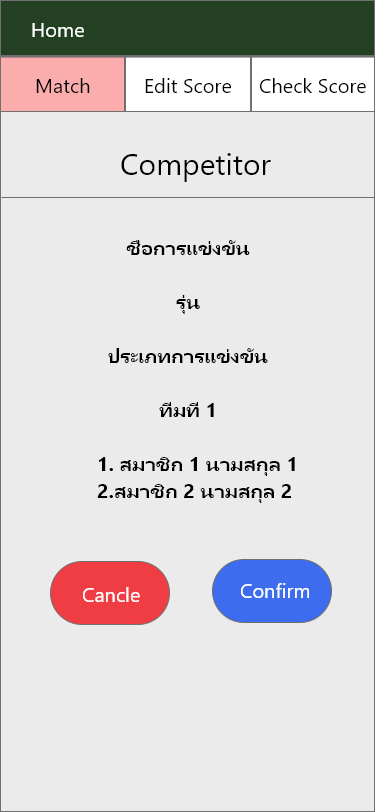 Home
Match Edit Score Check Score
Competitor
ชื่อการแข่งขัน
รุ่น
ประเภทการแข่งขัน
ทีมที่ 1
1. สมาชิก 1 นามสกุล 1
2.สมาชิก 2 นามสกุล 2
Cancle Confirm